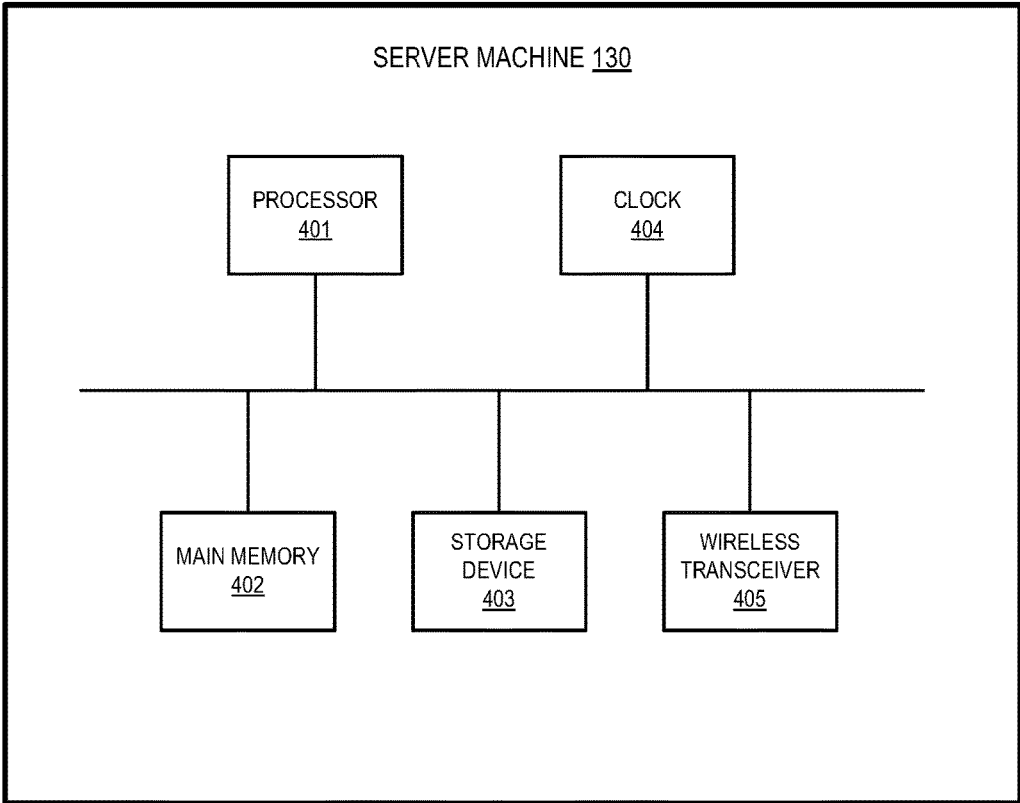 SERVER MACHINE 130
PROCESSOR
401
CLOCK
404
MAIN MEMORY
402
STORAGE
DEVICE
403
WIRELESS
TRANSCEIVER
405